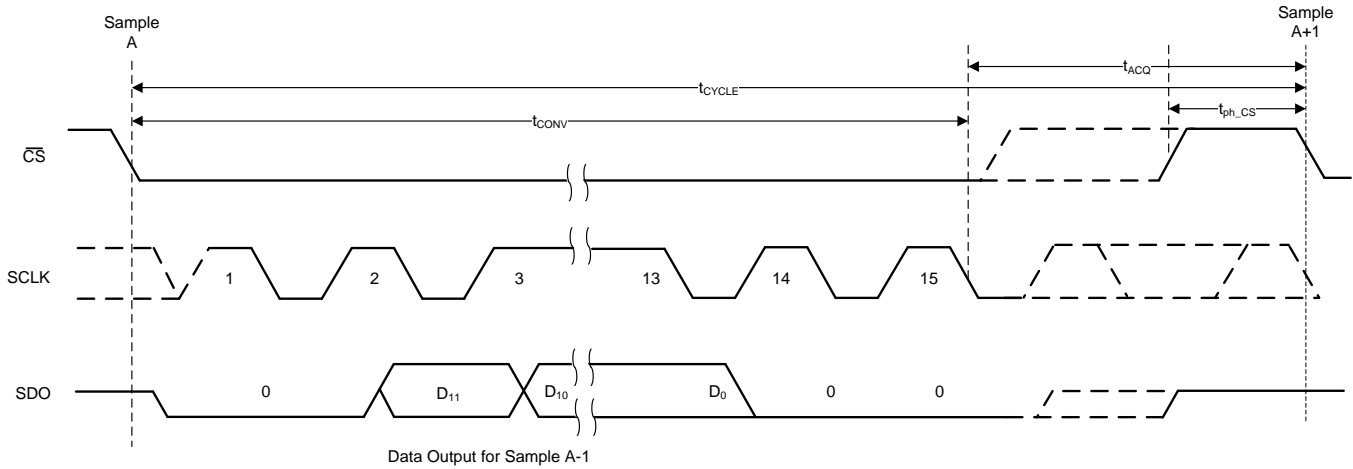 Sample
A
Sample
A+1
tACQ
tCYCLE
tph_CS
tCONV
CS
SCLK
1 2 3 13 14 15
SDO
0 D11 D10 D0 0 0
Data Output for Sample A-1